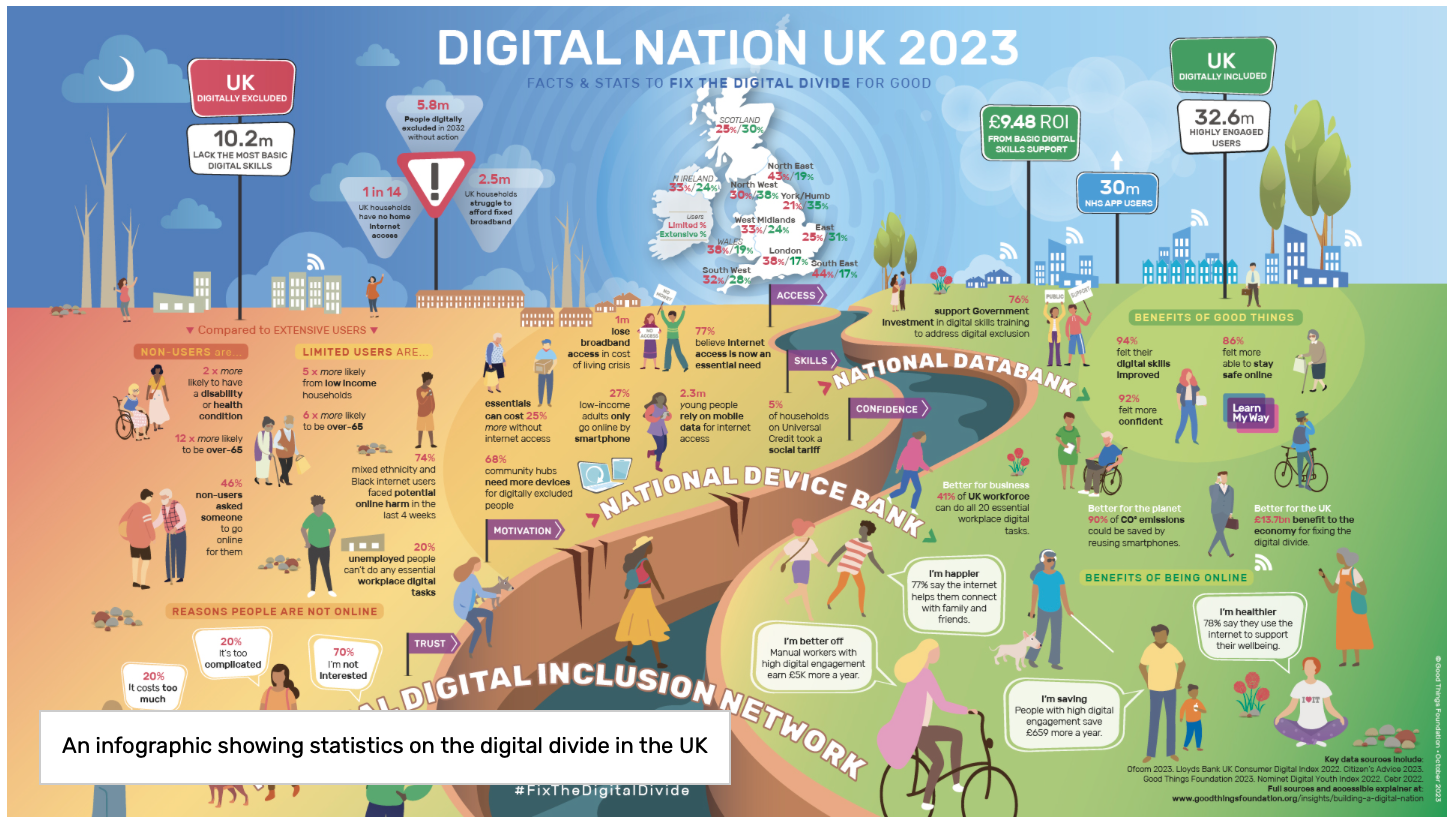 DIGITAL NATION UK 2023
FACTS & STATS TO FIX THE DIGITAL DIVIDE FOR GOOD
UK
DIGITALLY EXCLUDED
10.2m
LACK THE MOST BASIC
DIGITAL SKILLS
5.8m
People digitally
excluded in 2032
without action
!
1 in 14
UK households
have no home
internet
access
2.5m
UK households
struggle to
afford fixed
broadband
SCOTLAND
25%/30%
N IRELAND
33%/24%
North East
43%/19%
North West
30%/38%
York/Humb
21%/35%
Users
Limited %
Extensive %
West Midlands
33%/24%
East
25%/31%
WALES
38%/19%
London
38%/17%
South East
44%/17%
South West
32%/28%
£9.48 ROI
FROM BASIC DIGITAL
SKILLS SUPPORT
30m
NHS APP USERS
UK
DIGITALLY INCLUDED
32.6m
HIGHLY ENGAGED
USERS
▼ Compared to EXTENSIVE USERS ▼
NON-USERS are...
2 x more
likely to have
a disability
or health
condition
12 x more likely
to be over-65
46%
non-users
asked
someone
to go
online
for them
LIMITED USERS ARE...
5 x more likely
from low income
households
6 x more likely
to be over-65
74%
mixed ethnicity and
Black internet users
faced potential
online harm in the
last 4 weeks
20%
unemployed people
can't do any essential
workplace digital
tasks
REASONS PEOPLE ARE NOT ONLINE
20%
It costs too
much
20%
It's too
complicated
70%
I'm not
interested
1m
lose
broadband
access in cost
of living crisis
NO MONEY
NO ACCESS
77%
believe internet
access is now an
essential need
essentials
can cost 25%
more without
internet access
27%
low-income
adults only
go online by
smartphone
2.3m
young people
rely on mobile
data for internet
access
5%
of households
on Universal
Credit took a
social tariff
68%
community hubs
need more devices
for digitally excluded
people
ACCESS
SKILLS
CONFIDENCE
MOTIVATION
TRUST
NATIONAL DATABANK
NATIONAL DEVICE BANK
AL DIGITAL INCLUSION NETWORK
76%
support Government
investment in digital skills training
to address digital exclusion
PUBLIC
SUPPORT
BENEFITS OF GOOD THINGS
94%
felt their
digital skills
improved
86%
felt more
able to stay
safe online
92%
felt more
confident
Learn
My Way
Better for business
41% of UK workforce
can do all 20 essential
workplace digital
tasks.
Better for the planet
90% of CO² emissions
could be saved by
reusing smartphones.
Better for the UK
£13.7bn benefit to the
economy for fixing the
digital divide.
BENEFITS OF BEING ONLINE
I'm happier
77% say the internet
helps them connect
with family and
friends.
I'm better off
Manual workers with
high digital engagement
earn £5K more a year.
I'm healthier
78% say they use the
internet to support
their wellbeing.
I'm saving
People with high digital
engagement save
£659 more a year.
I ♥ IT
An infographic showing statistics on the digital divide in the UK
#FixTheDigitalDivide
Key data sources include:
Ofcom 2023. Lloyds Bank UK Consumer Digital Index 2022. Citizen's Advice 2023.
Good Things Foundation 2023. Nominet Digital Youth Index 2022. Cebr 2022.
Full sources and accessible explainer at:
www.goodthingsfoundation.org/insights/building-a-digital-nation
© Good Things Foundation • October 2023